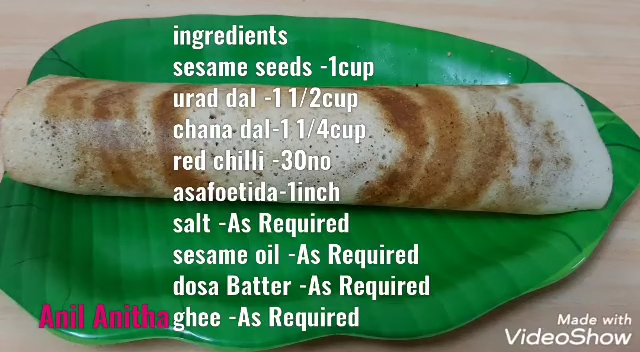 ingredients
sesame seeds -1cup
urad dal -1 1/2cup
chana dal-1 1/4cup
red chilli -30no
asafoetida-1inch
salt -As Required
sesame oil -As Required
dosa Batter -As Required
Anil Anitha
ghee -As Required
Made with
VideoShow